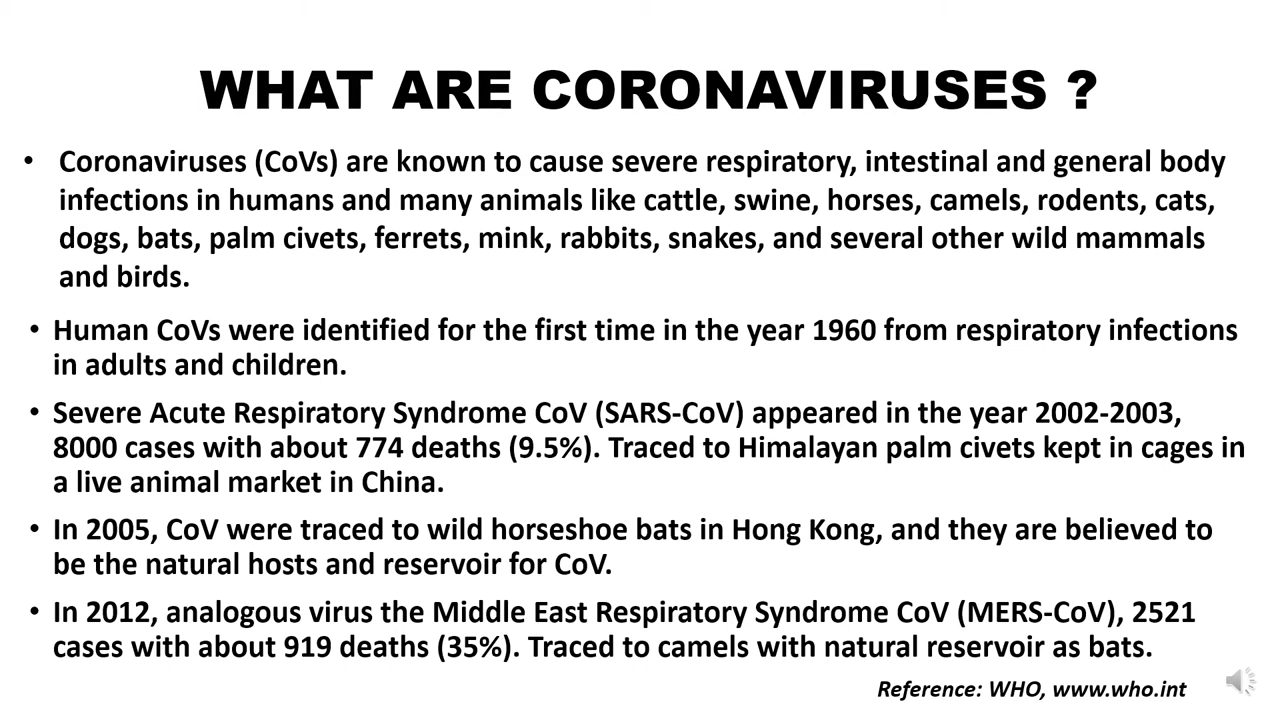 WHAT ARE CORONAVIRUSES ?
• Coronaviruses (CoVs) are known to cause severe respiratory, intestinal and general body
infections in humans and many animals like cattle, swine, horses, camels, rodents, cats,
dogs, bats, palm civets, ferrets, mink, rabbits, snakes, and several other wild mammals
and birds.
• Human CoVs were identified for the first time in the year 1960 from respiratory infections
in adults and children.
• Severe Acute Respiratory Syndrome CoV (SARS-CoV) appeared in the year 2002-2003,
8000 cases with about 774 deaths (9.5%). Traced to Himalayan palm civets kept in cages in
a live animal market in China.
• In 2005, CoV were traced to wild horseshoe bats in Hong Kong, and they are believed to
be the natural hosts and reservoir for CoV.
• In 2012, analogous virus the Middle East Respiratory Syndrome CoV (MERS-CoV), 2521
cases with about 919 deaths (35%). Traced to camels with natural reservoir as bats.
Reference: WHO, www.who.int